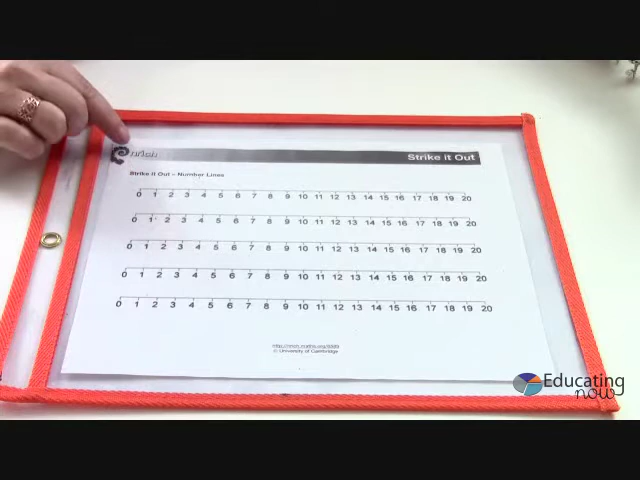 nrich
Strike it Out
Strike it Out – Number Lines
0 1 2 3 4 5 6 7 8 9 10 11 12 13 14 15 16 17 18 19 20
0 1 2 3 4 5 6 7 8 9 10 11 12 13 14 15 16 17 18 19 20
0 1 2 3 4 5 6 7 8 9 10 11 12 13 14 15 16 17 18 19 20
0 1 2 3 4 5 6 7 8 9 10 11 12 13 14 15 16 17 18 19 20
0 1 2 3 4 5 6 7 8 9 10 11 12 13 14 15 16 17 18 19 20
© University of Cambridge
Educating
now